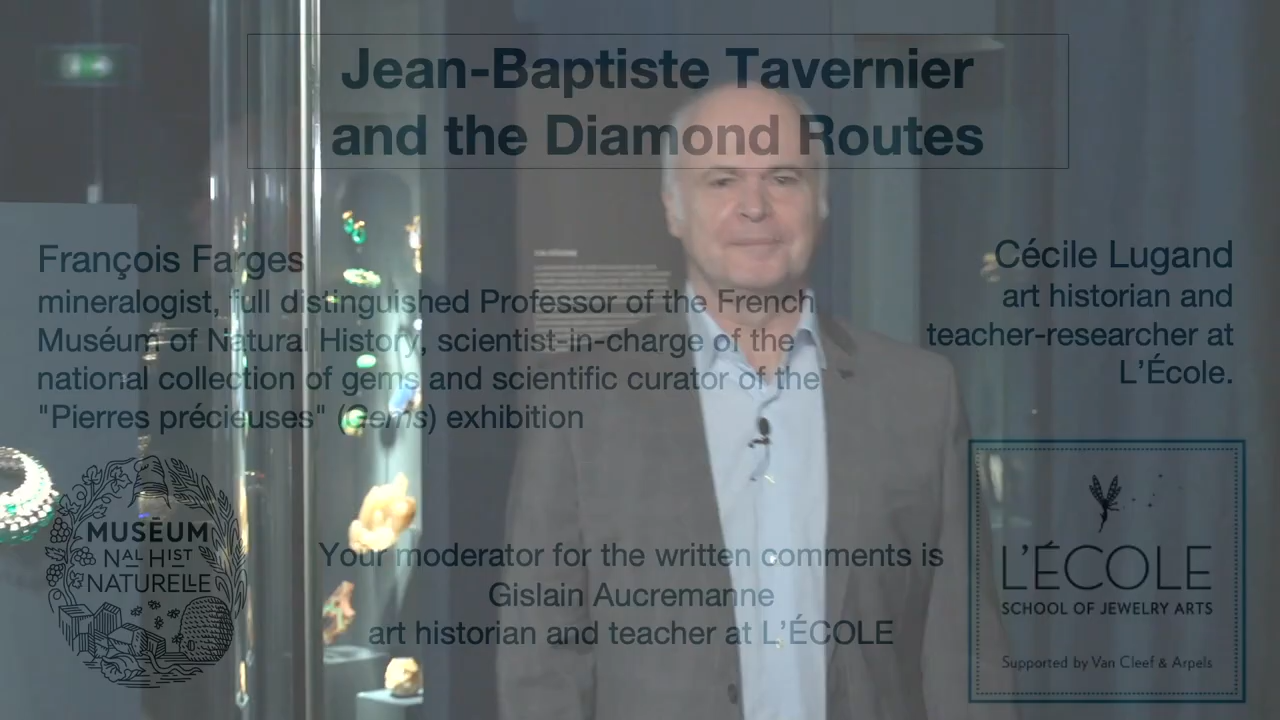 Jean-Baptiste Tavernier
and the Diamond Routes
François Farges
mineralogist, full distinguished Professor of the French
Muséum of Natural History, scientist-in-charge of the
national collection of gems and scientific curator of the
"Pierres précieuses" (Gems) exhibition
Cécile Lugand
art historian and
teacher-researcher at
L’École.
MUSĒUM
NAL HIST
NATURELLE
Your moderator for the written comments is
Gislain Aucremanne
art historian and teacher at L’ÉCOLE
L’ÉCOLE
SCHOOL OF JEWELRY ARTS
Supported by Van Cleef & Arpels